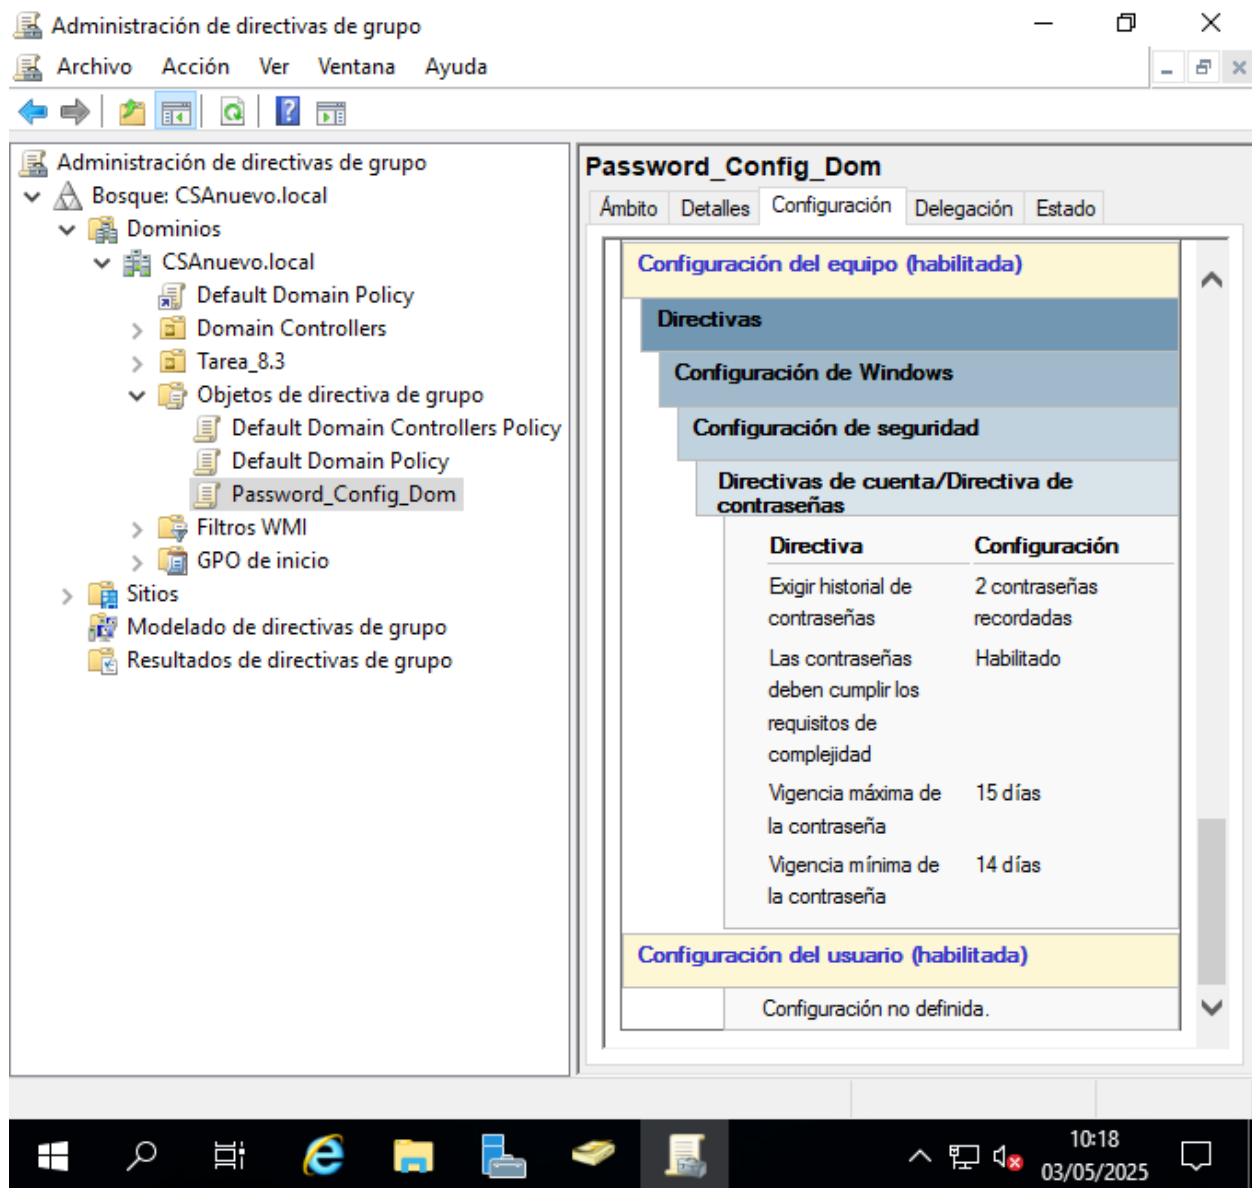 Administración de directivas de grupo
Archivo Acción Ver Ventana Ayuda
Administración de directivas de grupo
Bosque: CSAnuevo.local
Dominios
CSAnuevo.local
Default Domain Policy
Domain Controllers
Tarea_8.3
Objetos de directiva de grupo
Default Domain Controllers Policy
Default Domain Policy
Password_Config_Dom
Filtros WMI
GPO de inicio
Sitios
Modelado de directivas de grupo
Resultados de directivas de grupo
Password_Config_Dom
Ámbito Detalles Configuración Delegación Estado
Configuración del equipo (habilitada)
Directivas
Configuración de Windows
Configuración de seguridad
Directivas de cuenta/Directiva de
contraseñas
Directiva Configuración
Exigir historial de 2 contraseñas
contraseñas recordadas
Las contraseñas Habilitado
deben cumplir los
requisitos de
complejidad
Vigencia máxima de 15 días
la contraseña
Vigencia mínima de 14 días
la contraseña
Configuración del usuario (habilitada)
Configuración no definida.
10:18
03/05/2025